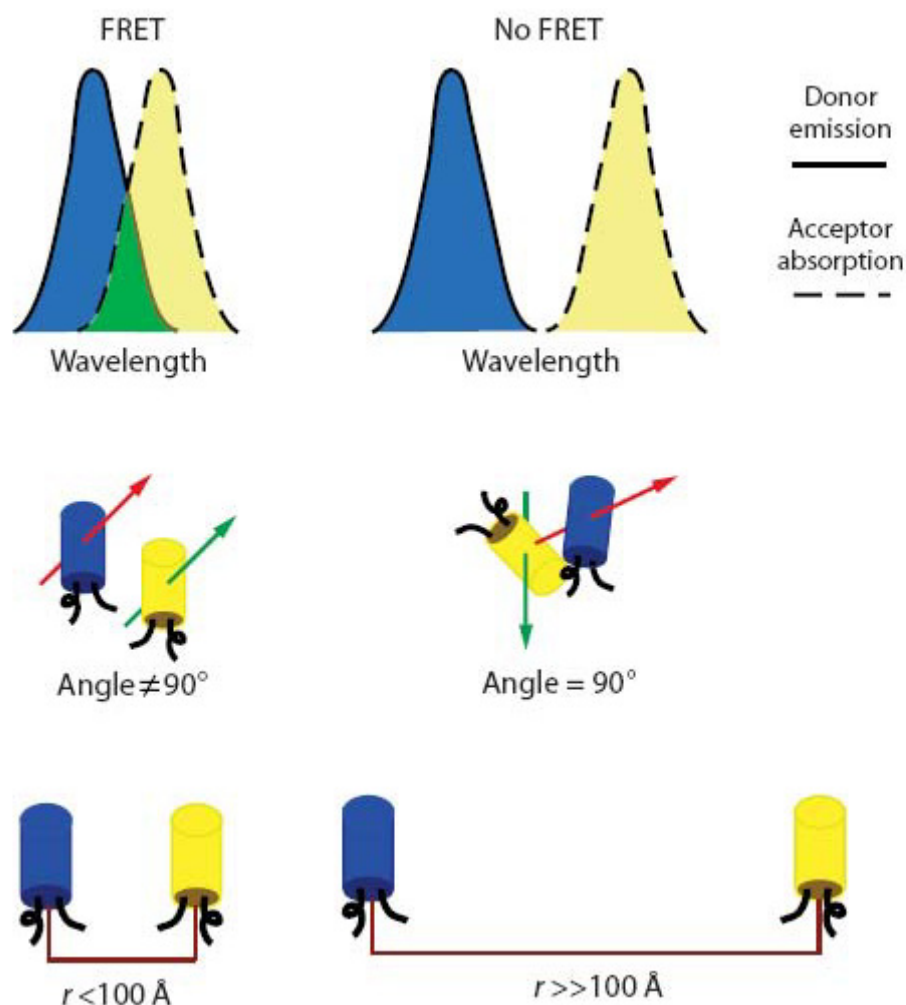 FRET
No FRET
Donor
emission
Acceptor
absorption
Wavelength
Wavelength
Angle ≠ 90°
Angle = 90°
r <100 Å
r >>100 Å